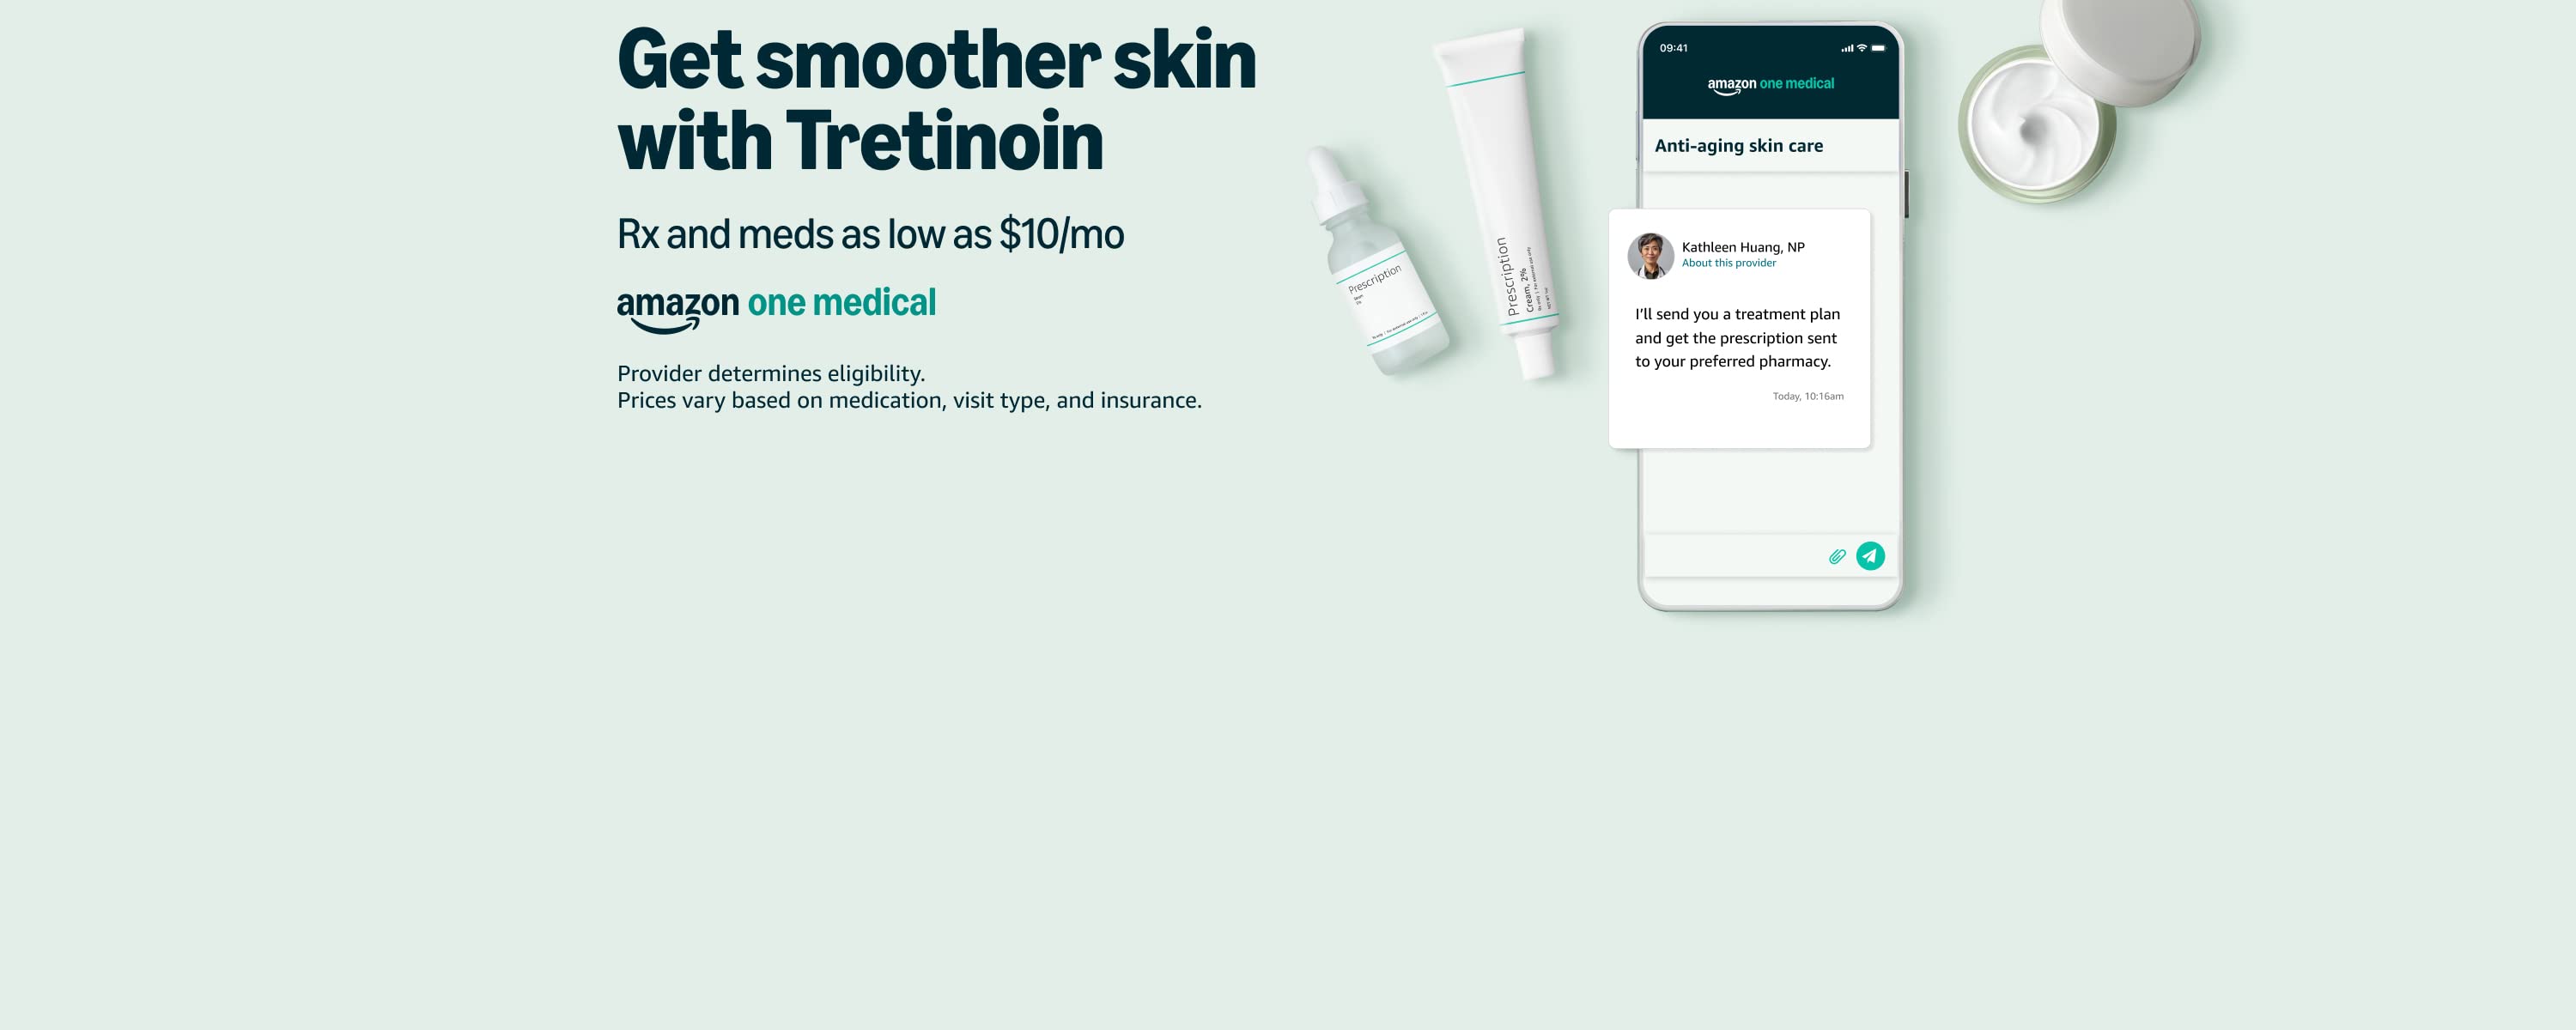 Get smoother skin
with Tretinoin
Rx and meds as low as $10/mo
amazon one medical
Provider determines eligibility.
Prices vary based on medication, visit type, and insurance.
Prescription
Prescription
Cream, 2%
09:41
amazon one medical
Anti-aging skin care
Kathleen Huang, NP
About this provider
I'll send you a treatment plan
and get the prescription sent
to your preferred pharmacy.
Today, 10:16am